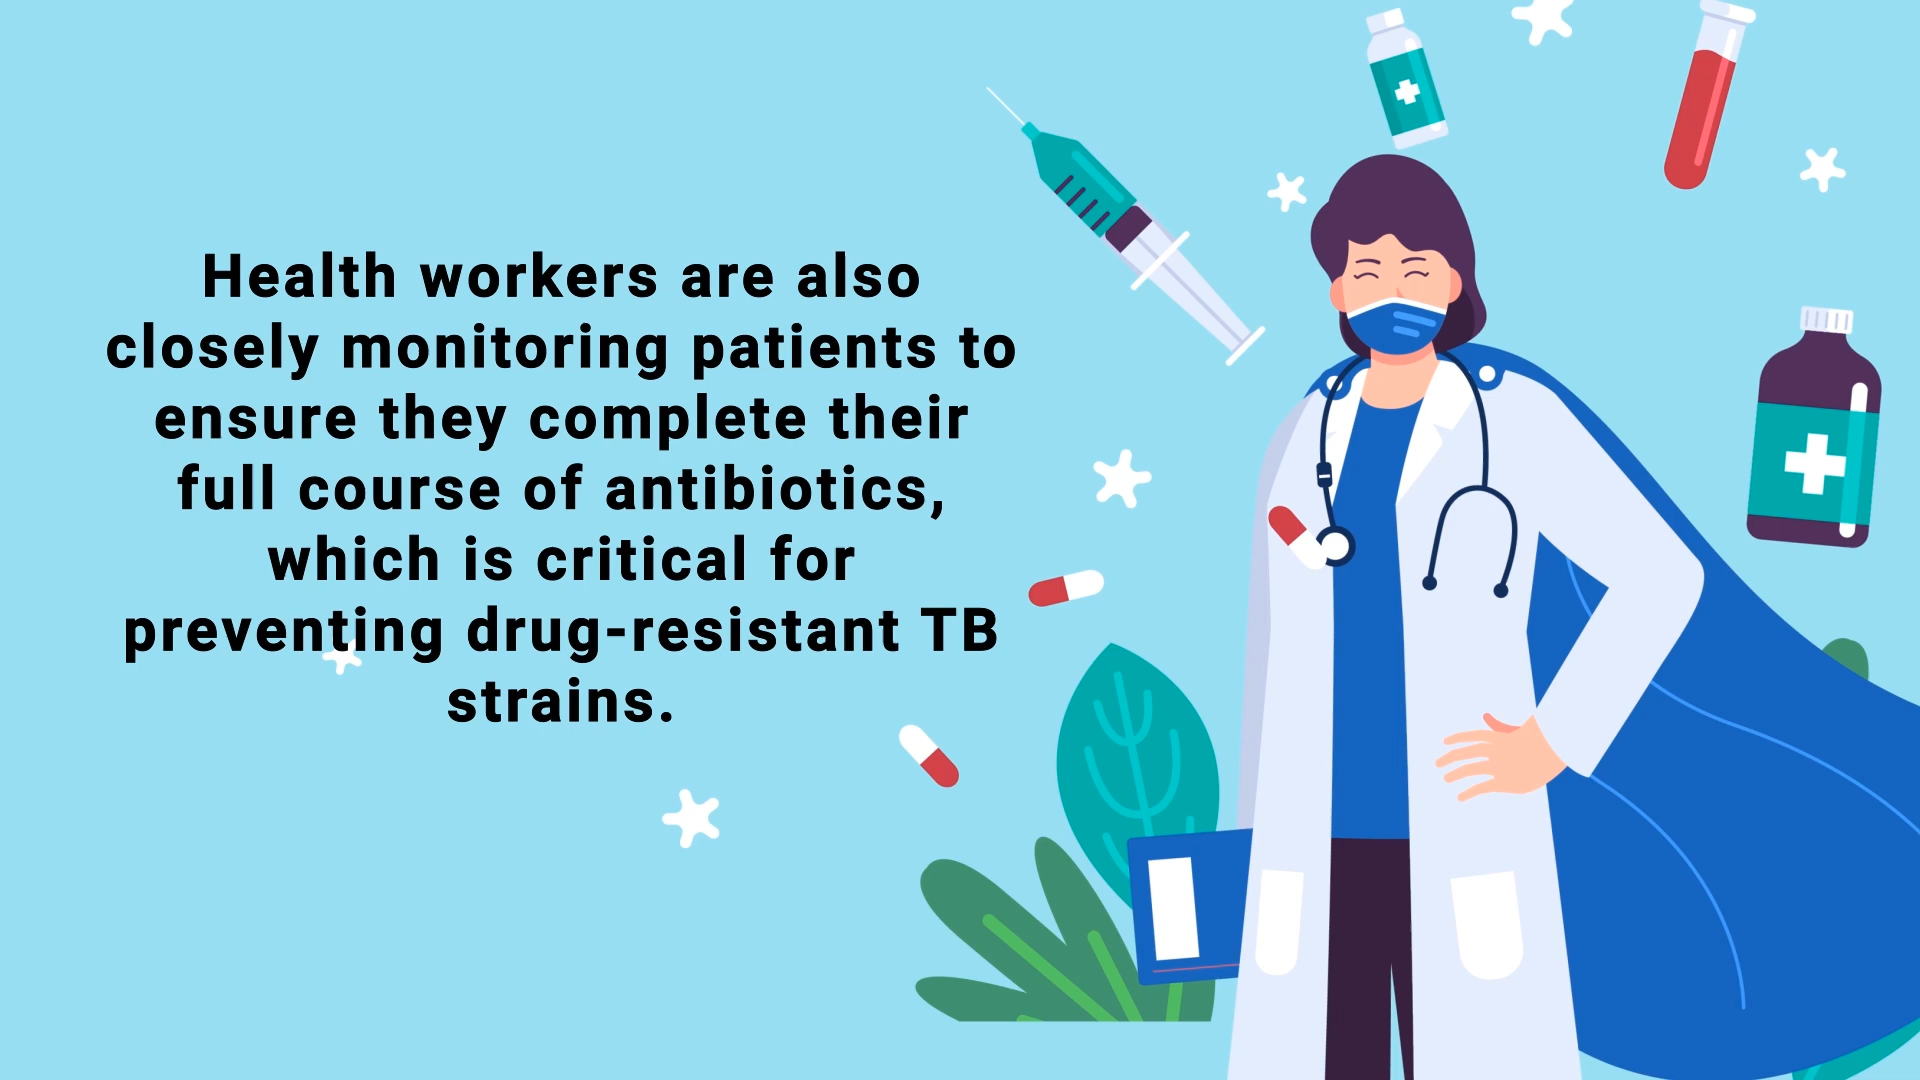 Health workers are also
closely monitoring patients to
ensure they complete their
full course of antibiotics,
which is critical for
preventing drug-resistant TB
strains.